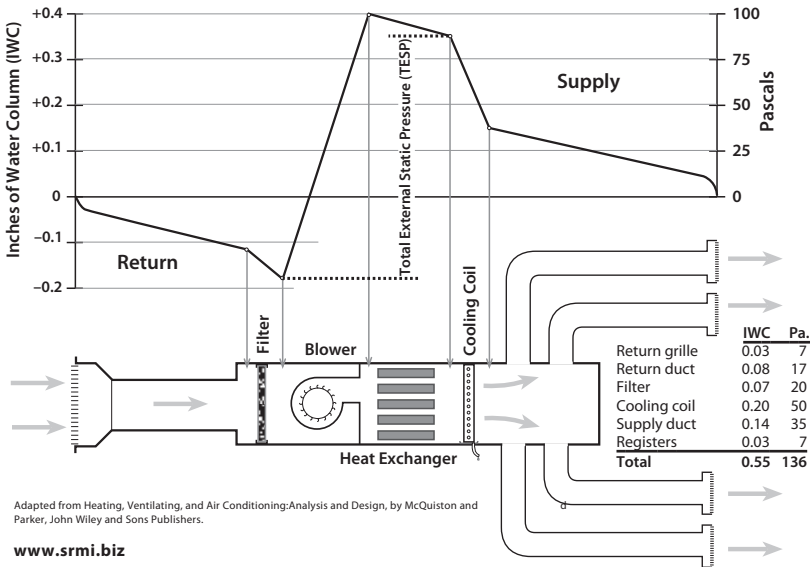 +0.4
+0.3
+0.2
+0.1
0
–0.1
–0.2
Inches of Water Column (IWC)
100
75
50
25
0
Pascals
Total External Static Pressure (TESP)
Supply
Return
Filter
Blower
Cooling Coil
Heat Exchanger
IWC Pa.
Return grille 0.03 7
Return duct 0.08 17
Filter 0.07 20
Cooling coil 0.20 50
Supply duct 0.14 35
Registers 0.03 7
Total 0.55 136
d
Adapted from Heating, Ventilating, and Air Conditioning:Analysis and Design, by McQuiston and
Parker, John Wiley and Sons Publishers.
www.srmi.biz